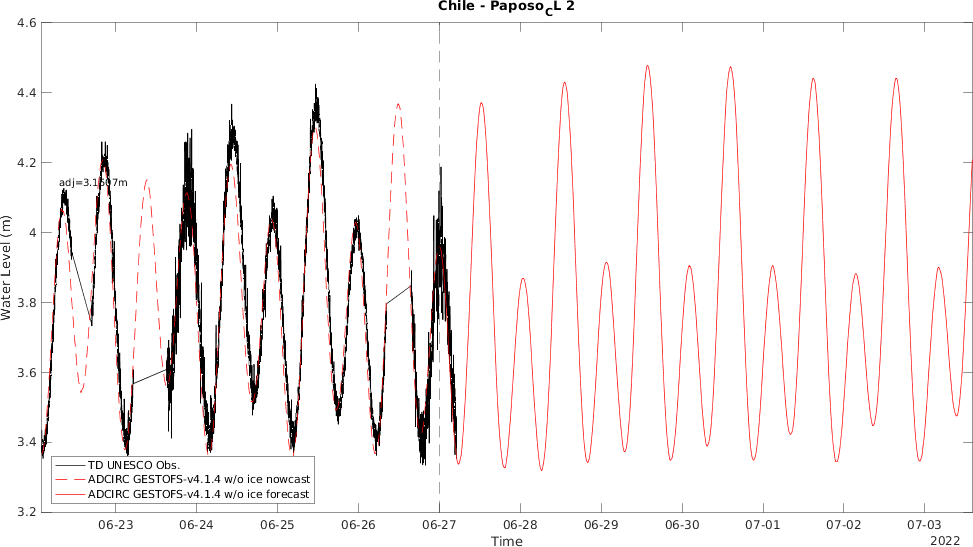 Chile - Paposo_CL 2
4.6
4.4
4.2
4
3.8
3.6
3.4
3.2
Water Level (m)
adj=3.1507m
TD UNESCO Obs.
ADCIRC GESTOFS-v4.1.4 w/o ice nowcast
ADCIRC GESTOFS-v4.1.4 w/o ice forecast
06-23 06-24 06-25 06-26 06-27 06-28 06-29 06-30 07-01 07-02 07-03
Time
2022